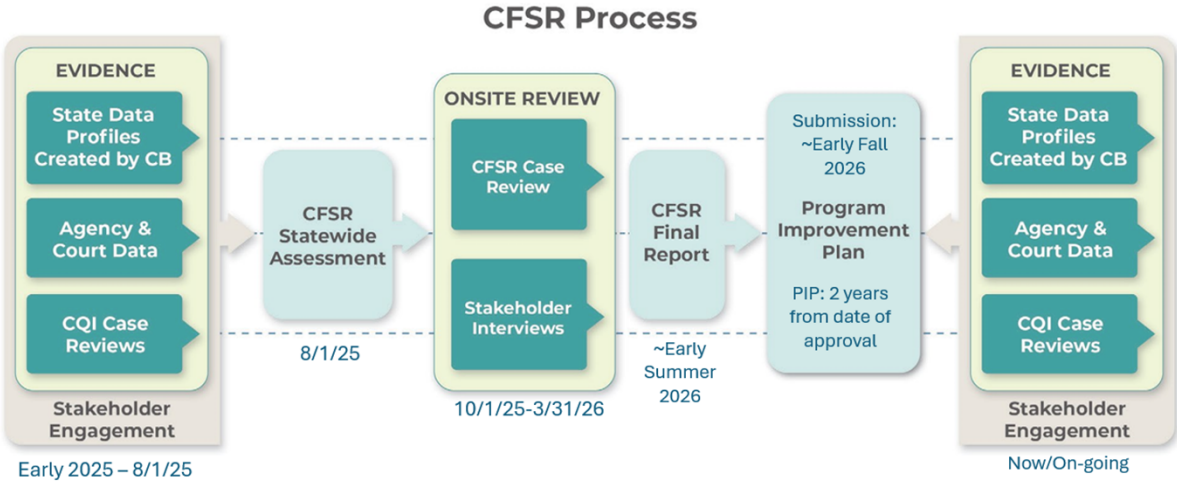 CFSR Process
EVIDENCE
State Data
Profiles
Created by CB
Agency &
Court Data
CQI Case
Reviews
Stakeholder
Engagement
Early 2025 – 8/1/25
CFSR
Statewide
Assessment
8/1/25
ONSITE REVIEW
CFSR Case
Review
Stakeholder
Interviews
10/1/25-3/31/26
CFSR
Final
Report
~Early
Summer
2026
Submission:
~Early Fall
2026
Program
Improvement
Plan
PIP: 2 years
from date of
approval
EVIDENCE
State Data
Profiles
Created by CB
Agency &
Court Data
CQI Case
Reviews
Stakeholder
Engagement
Now/On-going